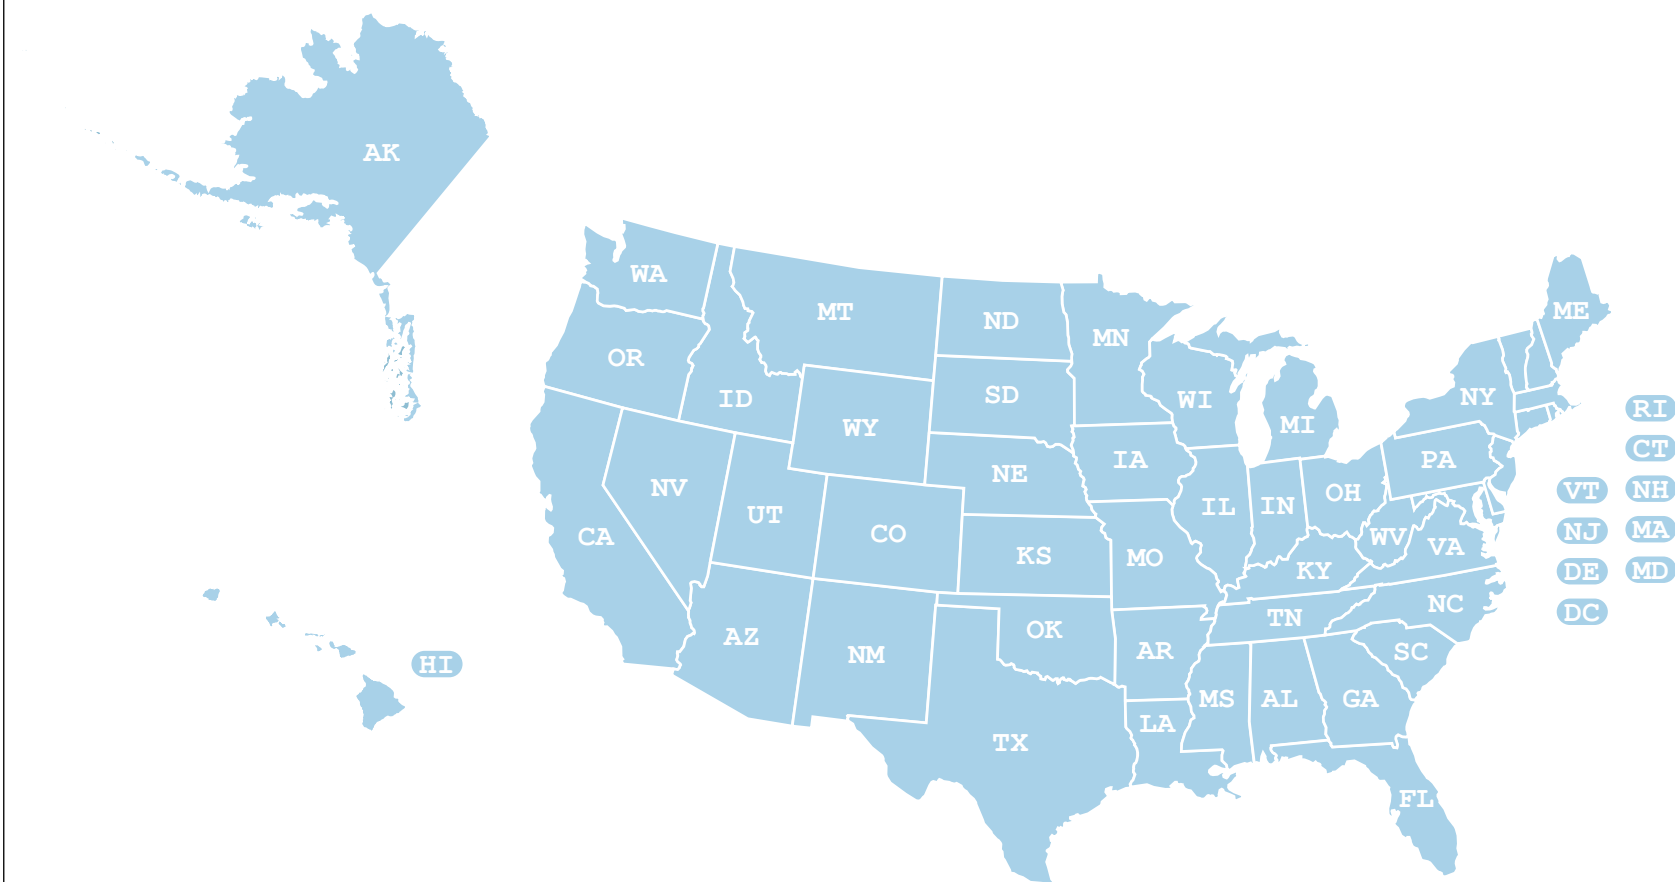 AK
WA
MT
ND
MN
ME
OR
ID
SD
WI
NY
RI
WY
MI
CT
IA
PA
NE
NV
VT
NH
OH
IL
IN
UT
CO
NJ
MA
CA
WV
VA
KS
MO
KY
DE
MD
NC
DC
TN
OK
AZ
AR
SC
NM
HI
MS
AL
GA
LA
TX
FL